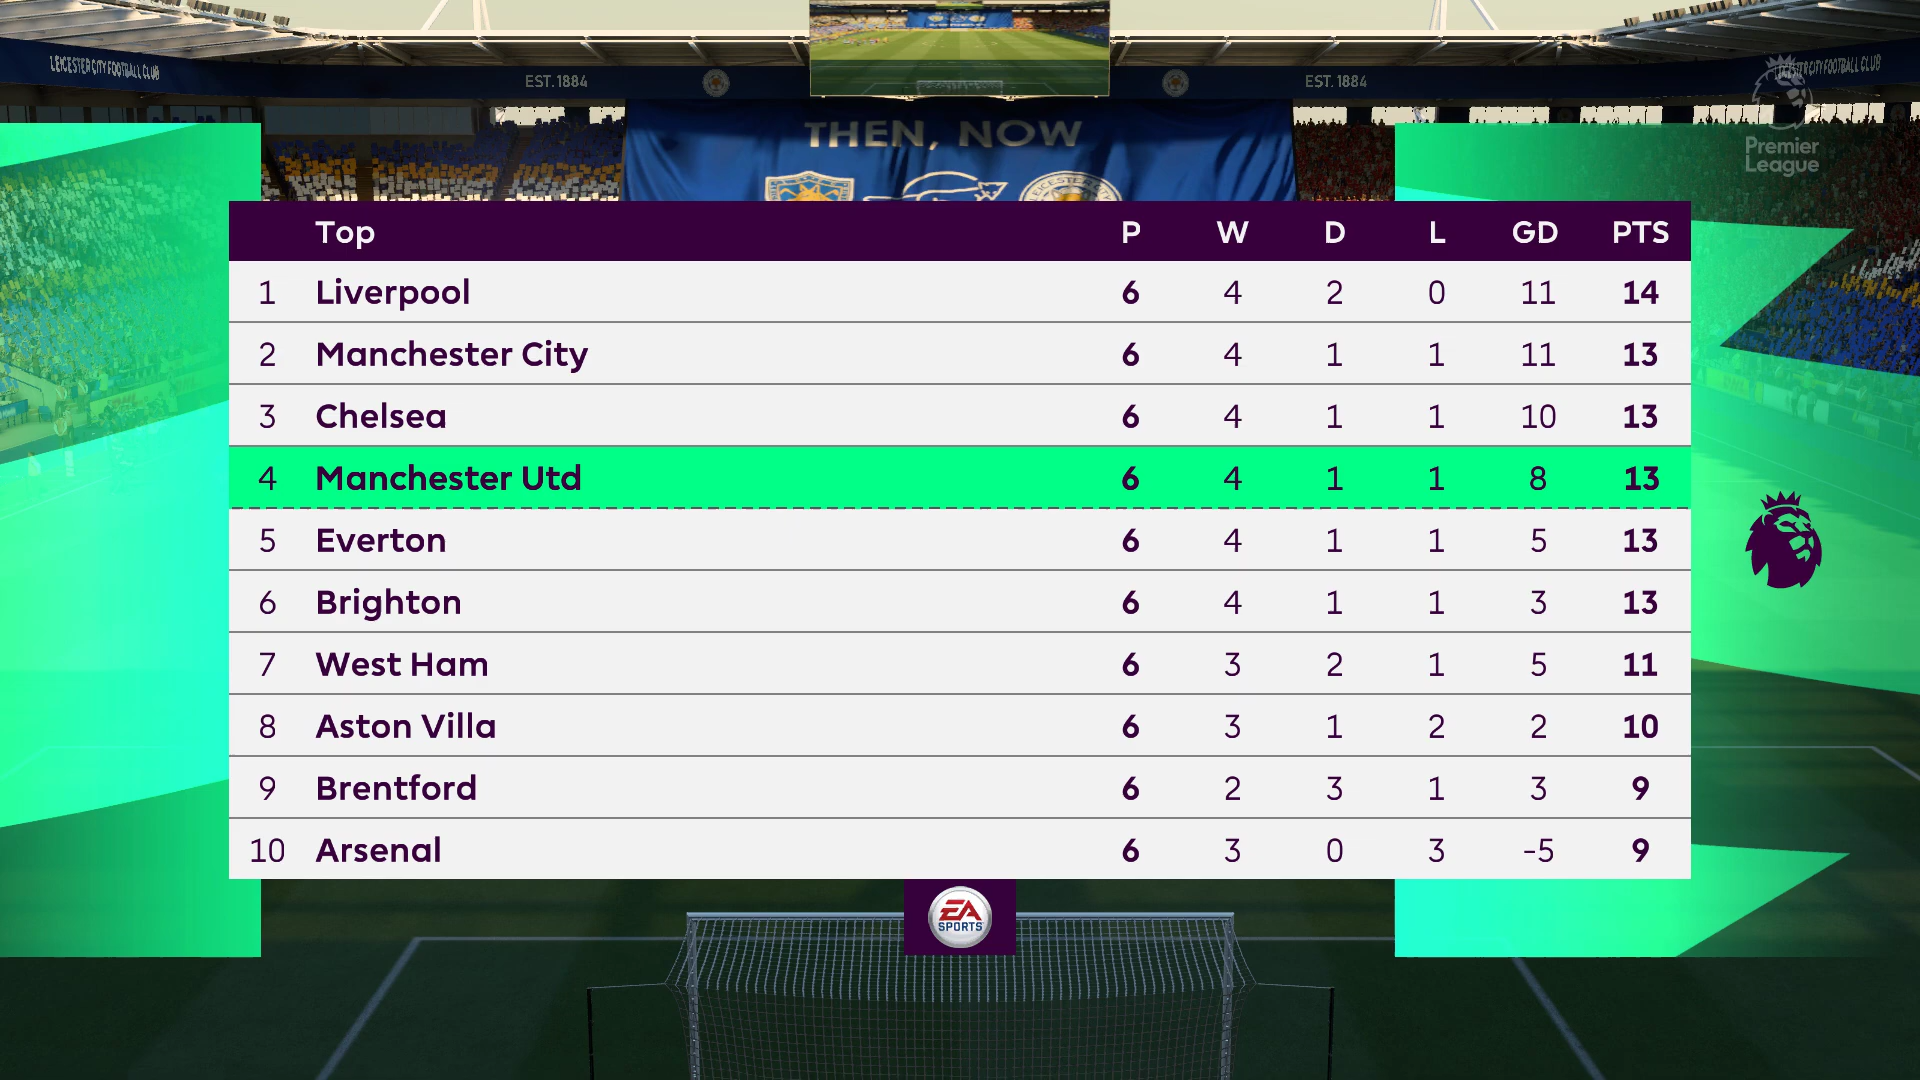 LEICESTER CITY FOOTBALL CLUB
EST. 1884
EST. 1884
LEICESTER CITY FOOTBALL CLUB
THEN, NOW
LEICESTER
Premier
League
Top P W D L GD PTS
1 Liverpool 6 4 2 0 11 14
2 Manchester City 6 4 1 1 11 13
3 Chelsea 6 4 1 1 10 13
4 Manchester Utd 6 4 1 1 8 13
5 Everton 6 4 1 1 5 13
6 Brighton 6 4 1 1 3 13
7 West Ham 6 3 2 1 5 11
8 Aston Villa 6 3 1 2 2 10
9 Brentford 6 2 3 1 3 9
10 Arsenal 6 3 0 3 -5 9
EA
SPORTS